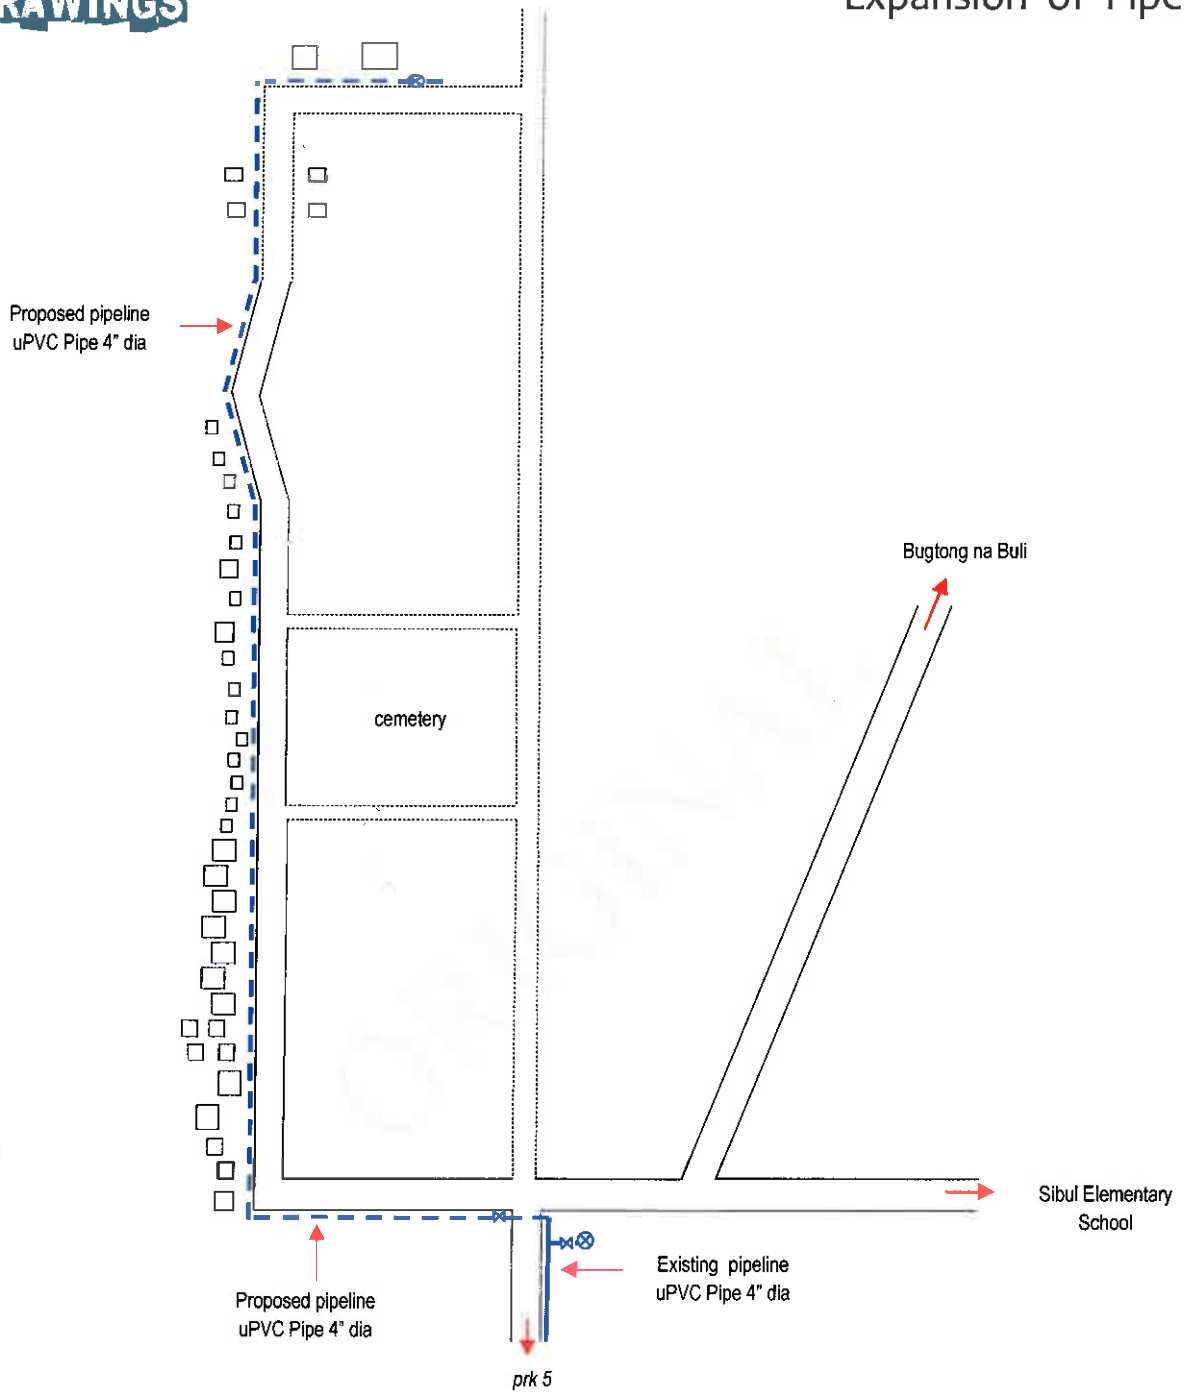 RAWINGS
Expansion of Pipe
Proposed pipeline
uPVC Pipe 4" dia
Bugtong na Buli
cemetery
Sibul Elementary
School
Existing pipeline
uPVC Pipe 4" dia
Proposed pipeline
uPVC Pipe 4" dia
prk 5